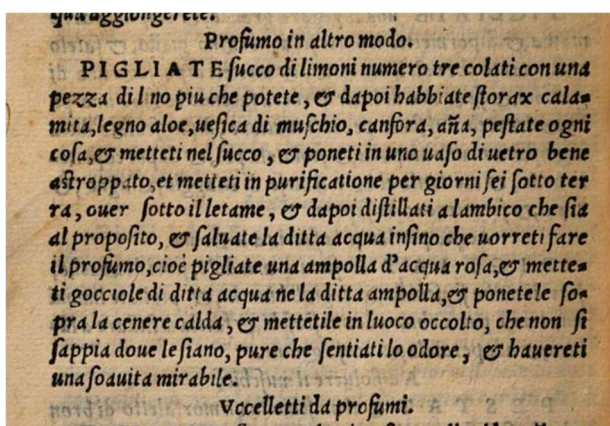 qua aggiongerete.
Profumo in altro modo.
PIGLIATE ſucco di limoni numero tre colati con una
pezza di lino piu che potete, & dapoi habbiate ſtorax cala=
mita,legno aloe,ueſica di muſchio, canfora, aña, peſtate ogni
coſa,& metteti nel ſucco, & poneti in uno uaſo di uetro bene
aſtroppato,et metteti in purificatione per giorni ſei ſotto ter
ra, ouer ſotto il letame, & dapoi diſtillati a lambico che ſia
al propoſito, & ſaluate la ditta acqua inſino che uorreti fare
il profumo,cioè pigliate una ampolla d'acqua roſa,& mette=
ti gocciole di ditta acqua ne la ditta ampolla,& ponetele ſo=
pra la cenere calda, & mettetile in luoco occolto, che non ſi
ſappia doue le ſiano, pure che ſentiati lo odore, & hauereti
una ſoauita mirabile.
Vccelletti da profumi.